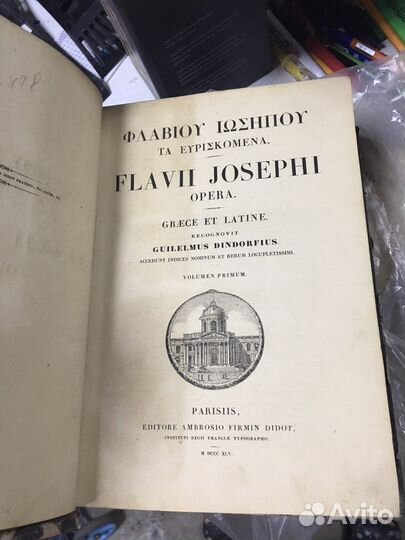 498
ΦΛΑΒΙΟΥ ΙΩΣΗΠΟΥ
ΤΑ ΕΥΡΙΣΚΟΜΕΝΑ.
FLAVII JOSEPHI
OPERA.
GRÆCE ET LATINE.
RECOGNOVIT
GUILELMUS DINDORFIUS.
ACCEDUNT INDICES NOMINUM ET RERUM LOCUPLETISSIMI.
VOLUMEN PRIMUM.
PARISIIS,
EDITORE AMBROSIO FIRMIN DIDOT,
INSTITUTI REGII FRANCIÆ TYPOGRAPHO.
M DCCC XLV.
Avito